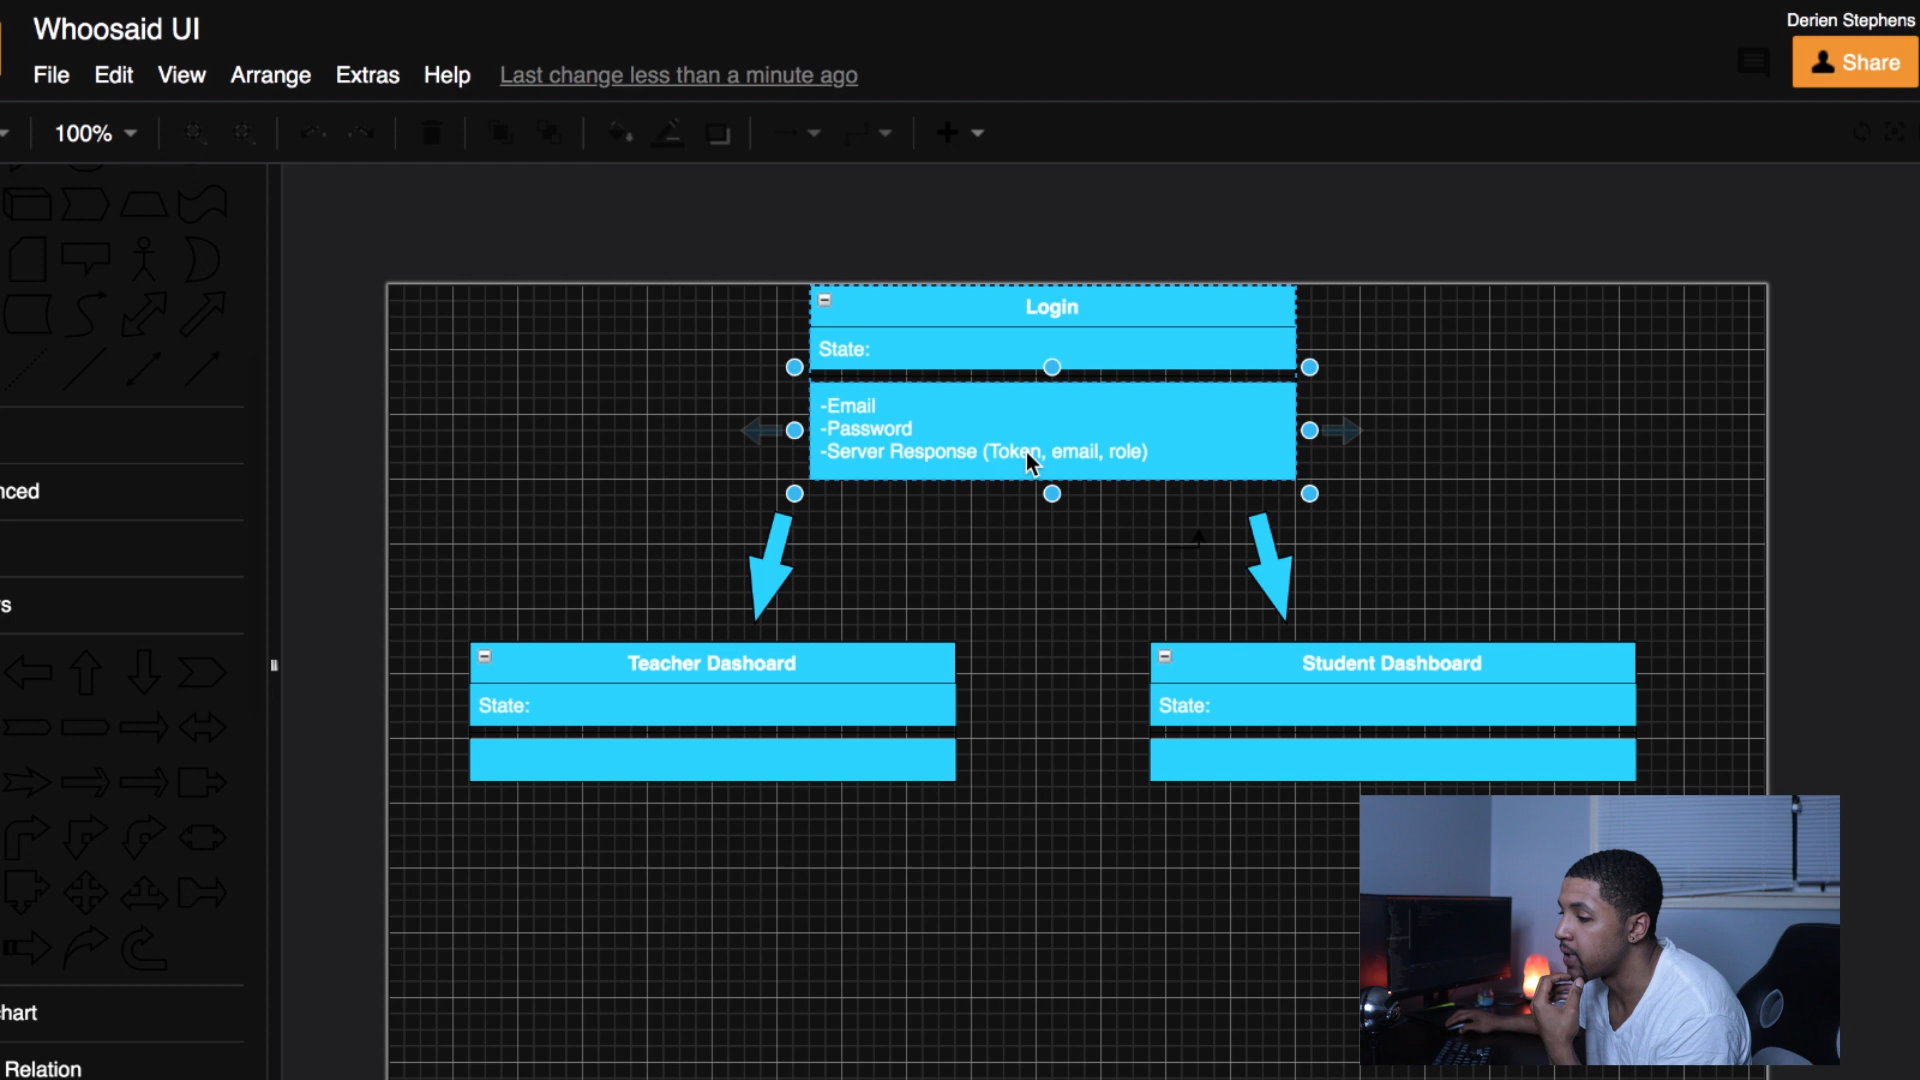 Whoosaid UI
Derien Stephens
File Edit View Arrange Extras Help Last change less than a minute ago
Share
100%
Login
State:
-Email
-Password
-Server Response (Token, email, role)
nced
s
Teacher Dashoard
State:
Student Dashboard
State:
hart
Relation